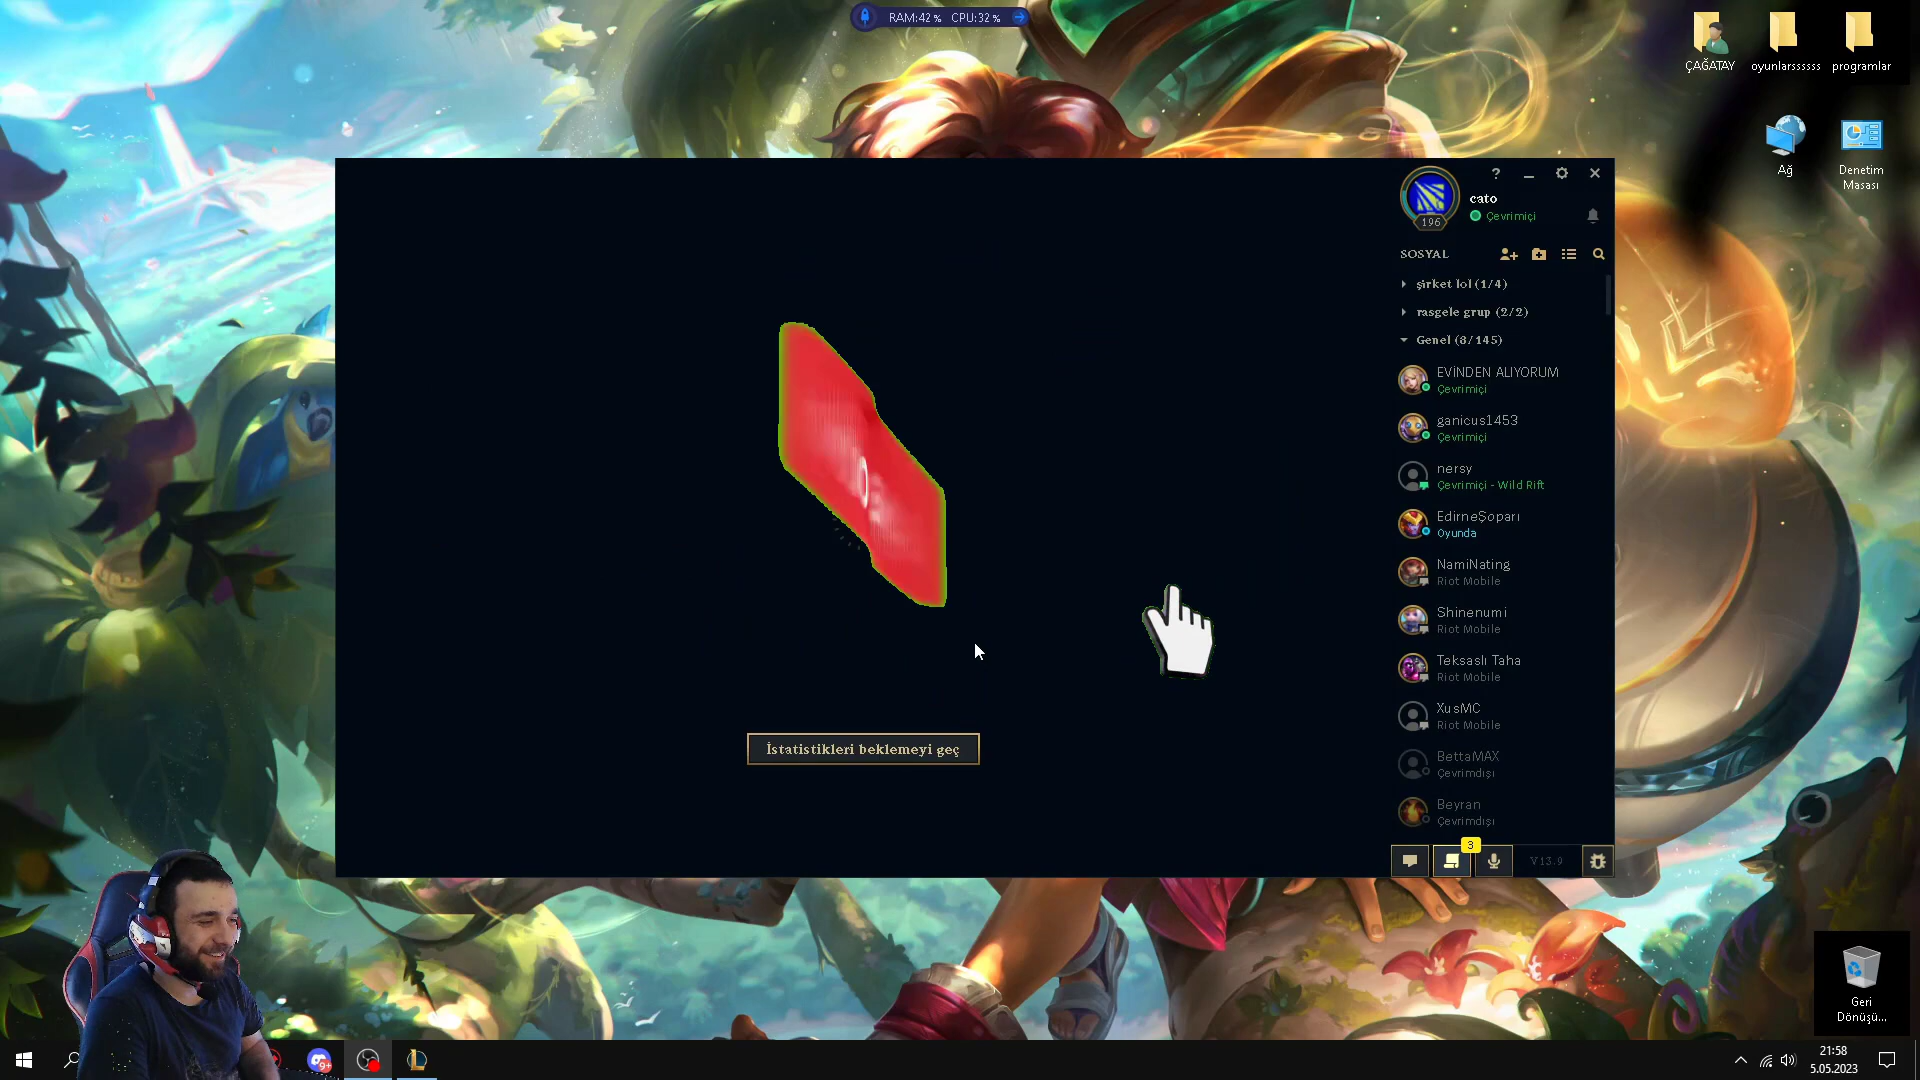 RAM:42% CPU:32%
ÇAĞATAY
oyunlarssssss
programlar
Ağ
Denetim
Masası
?
cato
196
Çevrimiçi
SOSYAL
şirket lol (1/4)
rasgele grup (2/2)
Genel (8/145)
EVİNDEN ALIYORUM
Çevrimiçi
ganicus1453
Çevrimiçi
nersy
Çevrimiçi - Wild Rift
EdirneŞoparı
Oyunda
NamiNating
Riot Mobile
Shinenumi
Riot Mobile
Teksaslı Taha
Riot Mobile
XusMC
Riot Mobile
İstatistikleri beklemeyi geç
BettaMAX
Çevrimdışı
Beyran
Çevrimdışı
3
V13.9
Geri
Dönüşü...
9+
21:58
5.05.2023